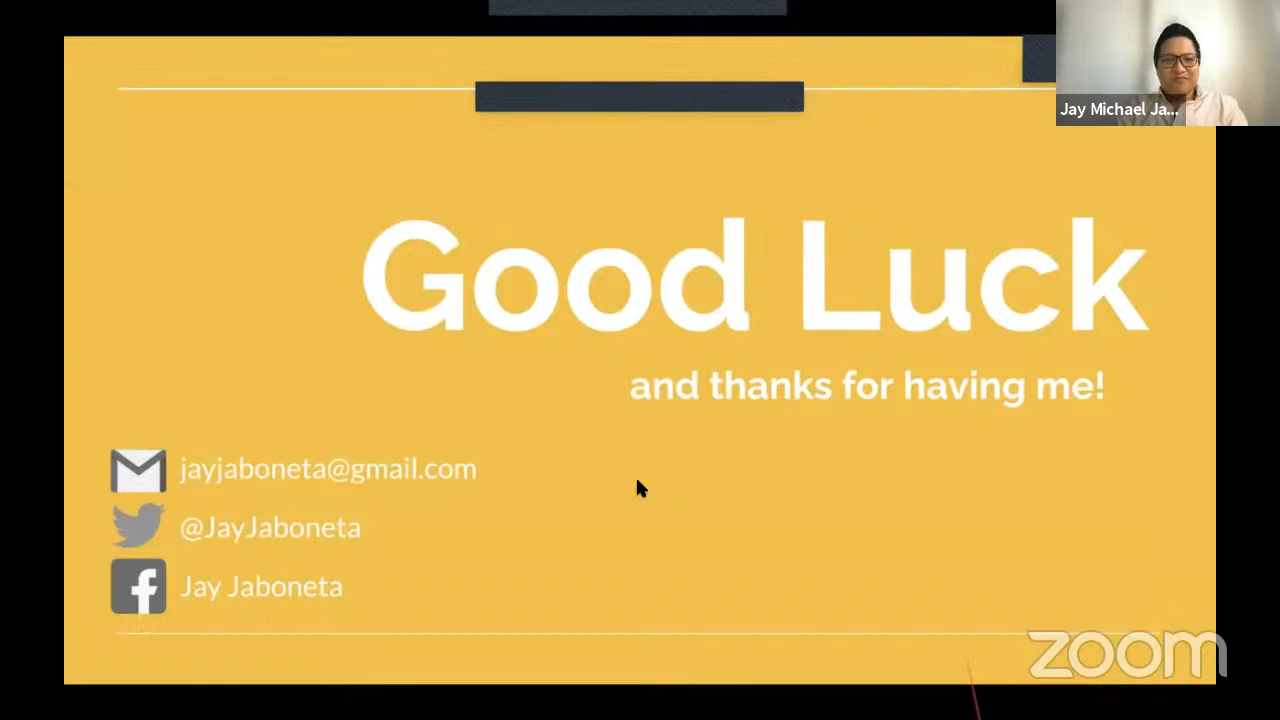 Jay Michael Ja...
Good Luck
and thanks for having me!
jayjaboneta@gmail.com
@JayJaboneta
Jay Jaboneta
zoom